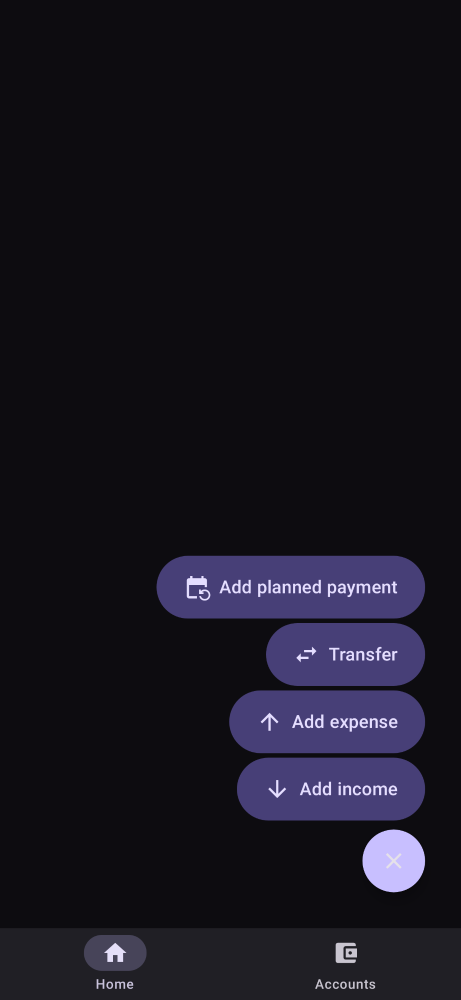 Add planned payment
Transfer
Add expense
Add income
Home
Accounts